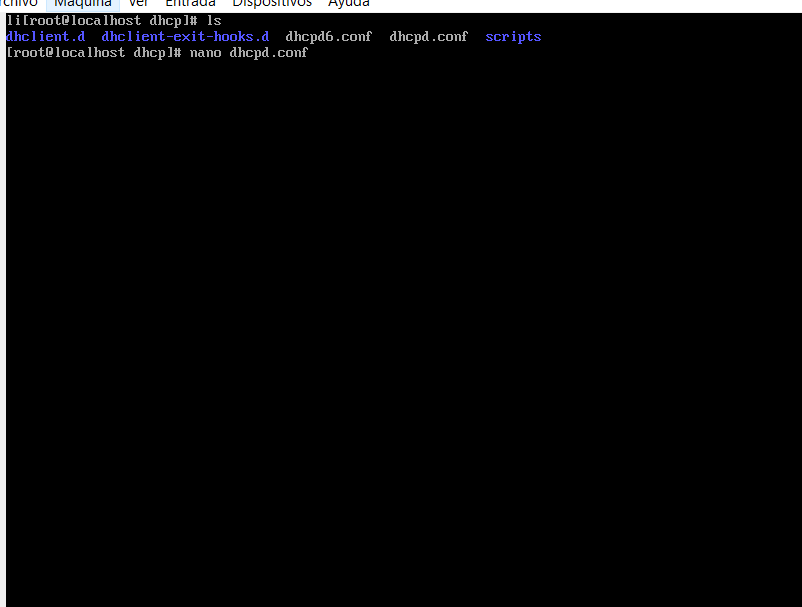 Máquina Ver Entrada Dispositivos Ayuda
li[root@localhost dhcp]# ls
dhclient.d dhclient-exit-hooks.d dhcpd6.conf dhcpd.conf scripts
[root@localhost dhcp]# nano dhcpd.conf